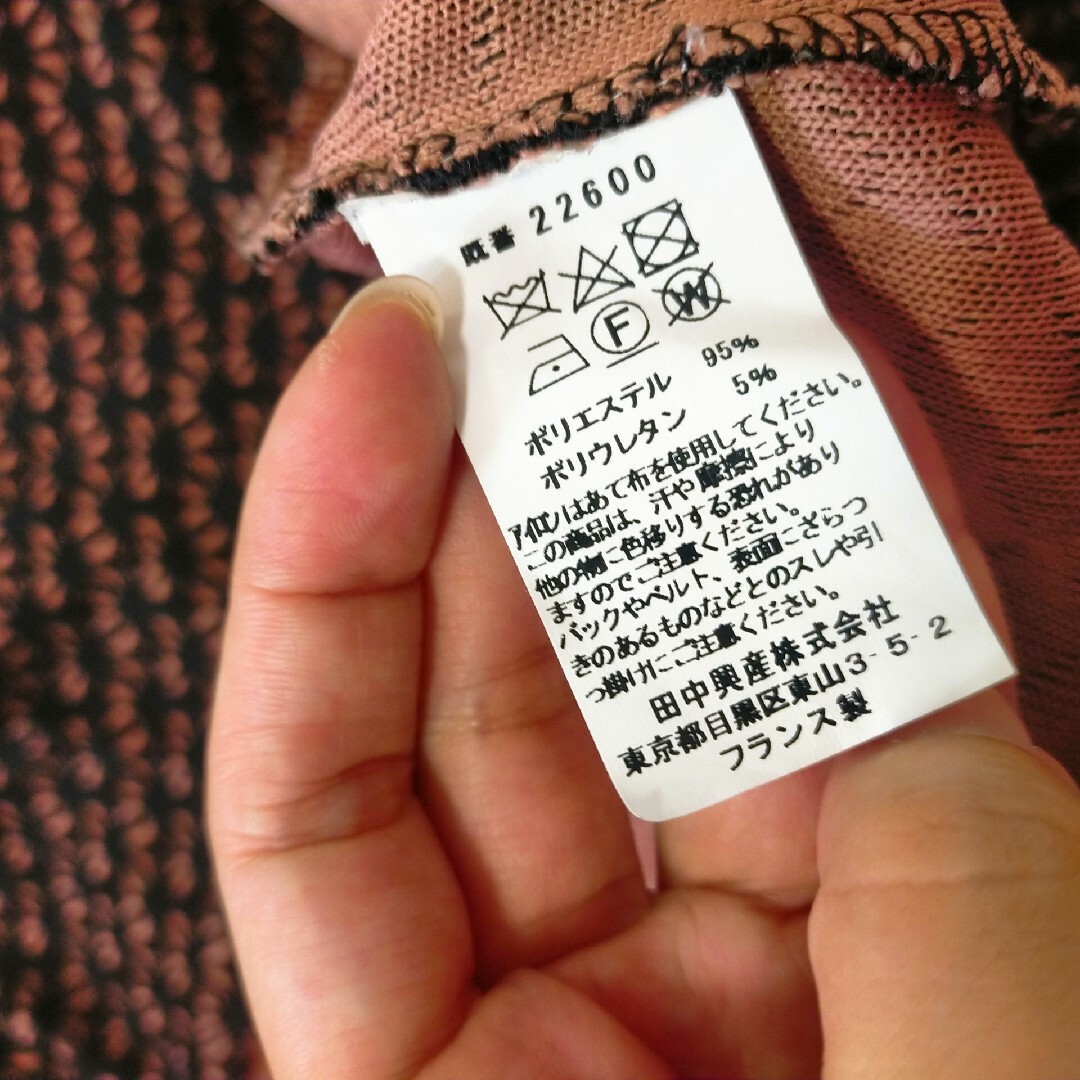 既番 22600
F
W
ポリエステル 95%
ポリウレタン 5%
アイロンはあて布を使用してください。
この商品は、汗や摩擦により
他の物に色移りする恐れがあり
ますのでご注意ください。
バックやベルト、表面にざらつ
きのあるものなどとのスレや引
っ掛けにご注意ください。
田中興産株式会社
東京都目黒区東山3-5-2
フランス製